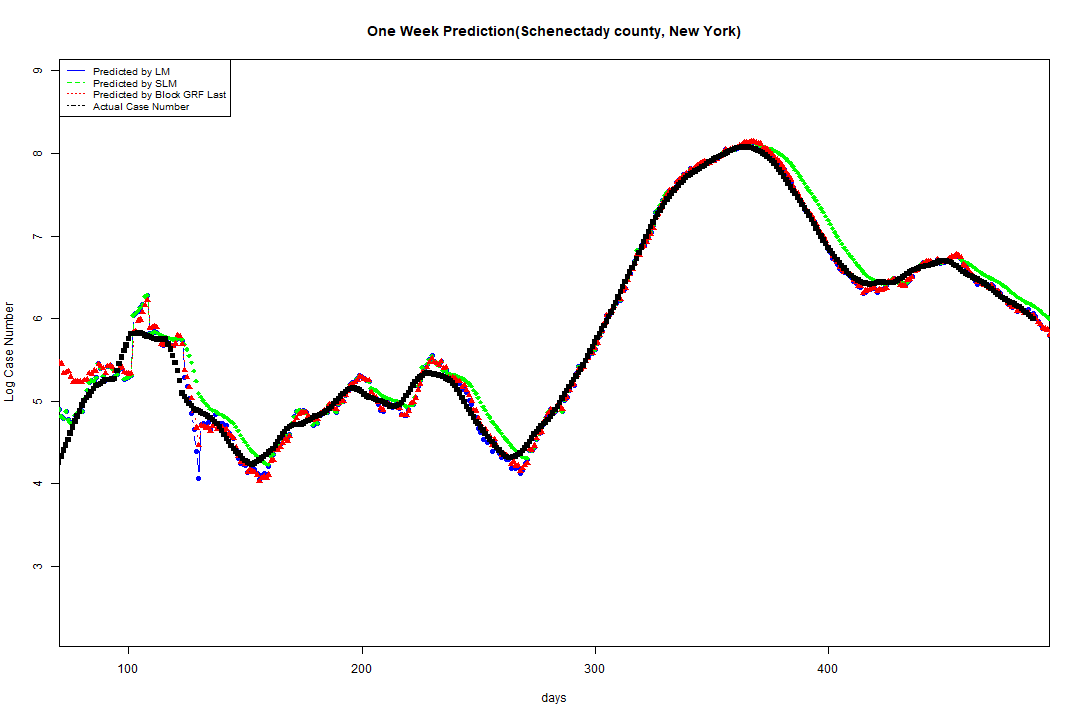 One Week Prediction(Schenectady county, New York)
Predicted by LM
Predicted by SLM
Predicted by Block GRF Last
Actual Case Number
9
8
7
6
5
4
3
Log Case Number
100 200 300 400
days